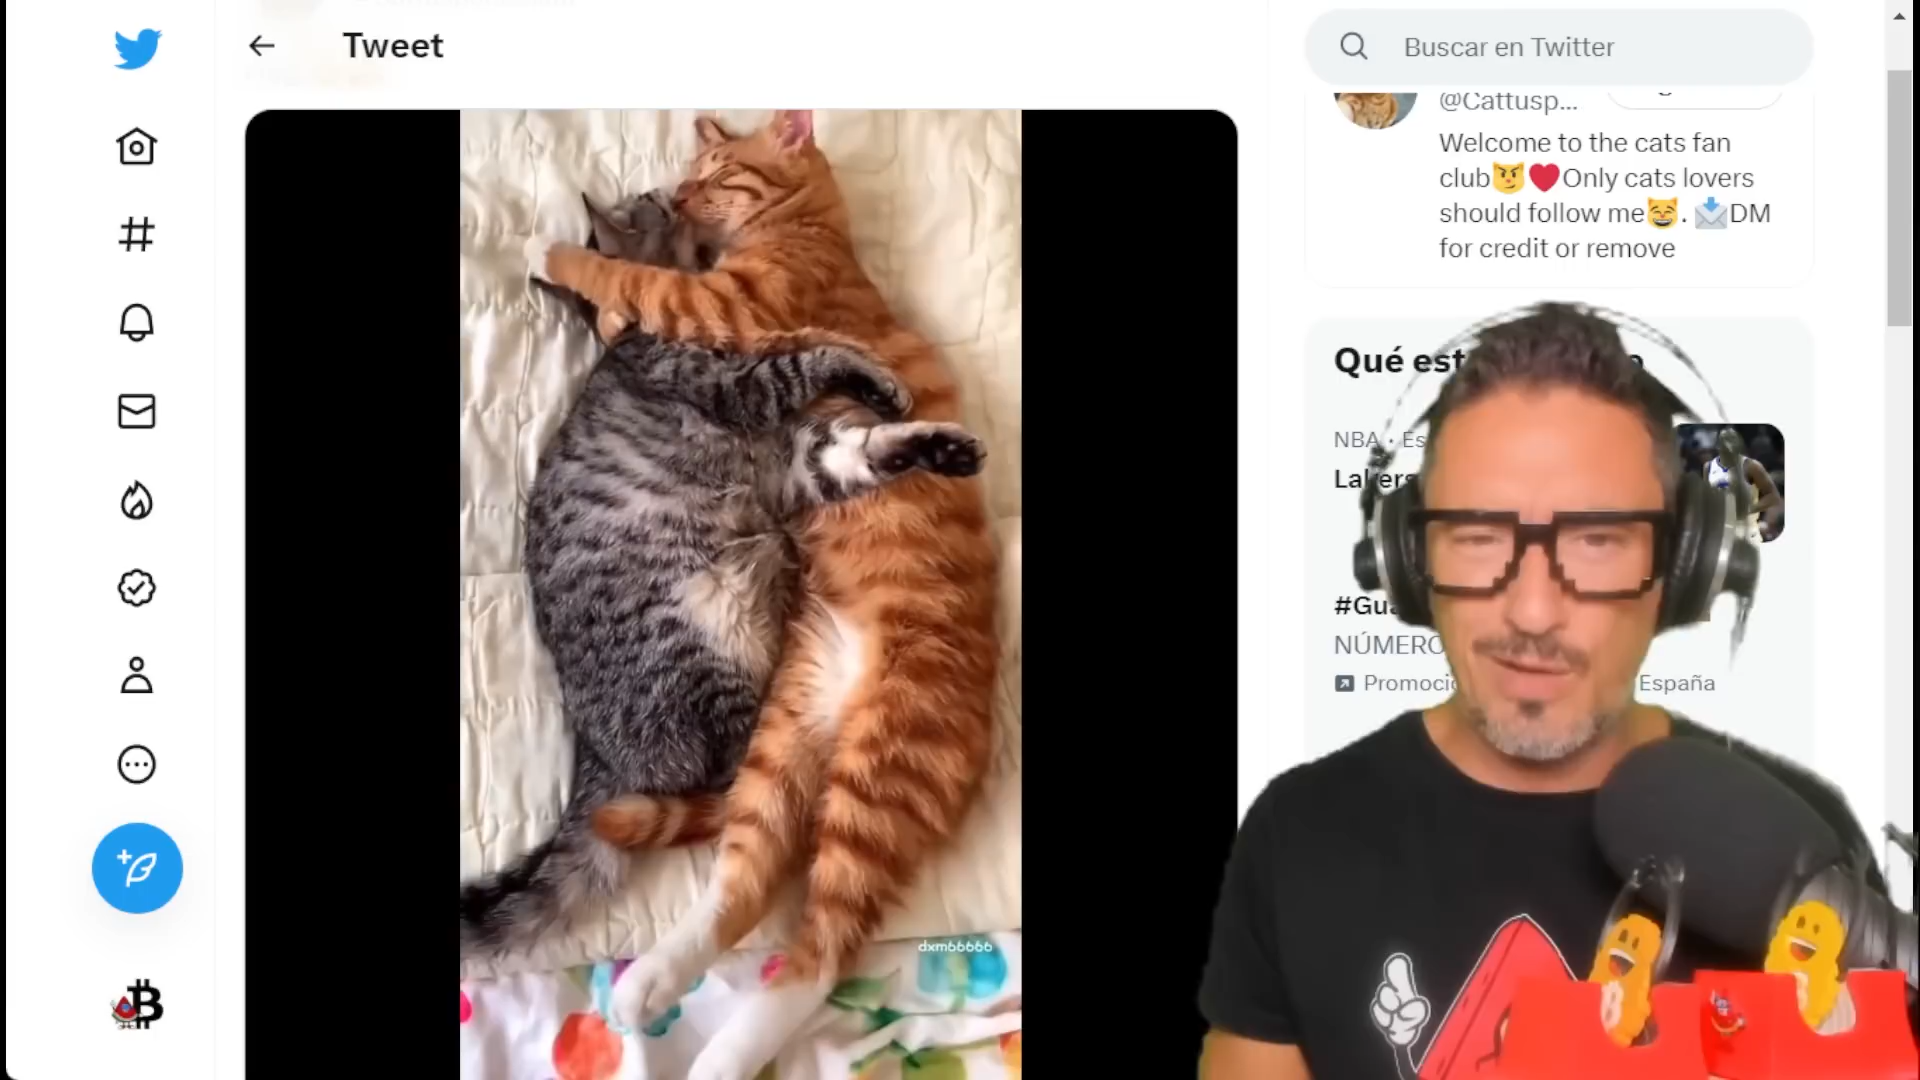 Tweet
Buscar en Twitter
@Cattusp...
Welcome to the cats fan
club😼❤️Only cats lovers
should follow me😸. 📩DM
for credit or remove
Qué est
NBA · Es
Lakers
#Gua
NÚMERO
Promoci España
dxm66666